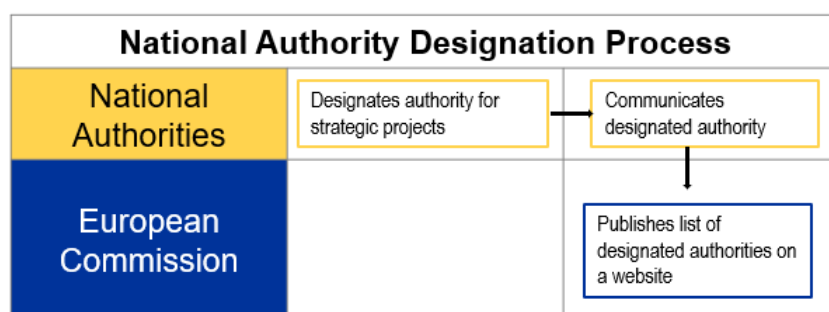 National Authority Designation Process
National
Authorities
Designates authority for
strategic projects
Communicates
designated authority
European
Commission
Publishes list of
designated authorities on
a website